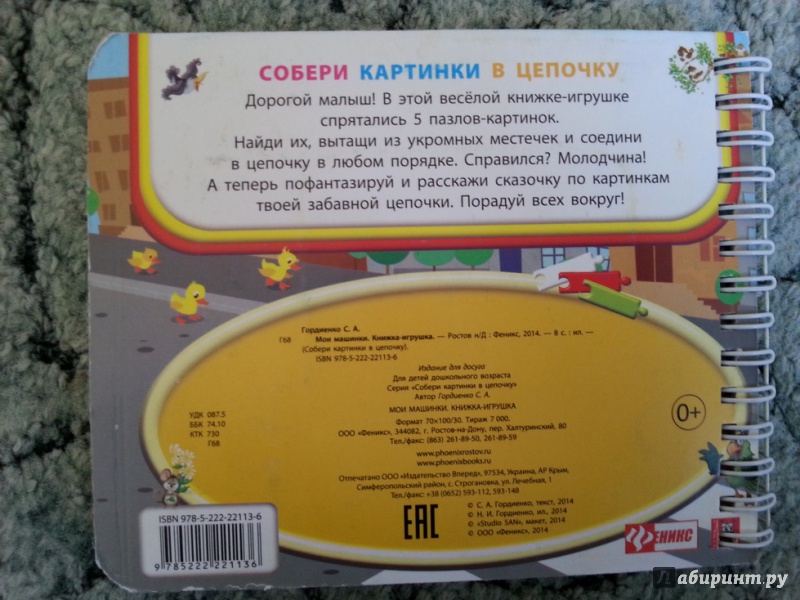 СОБЕРИ КАРТИНКИ В ЦЕПОЧКУ
Дорогой малыш! В этой весёлой книжке-игрушке
спрятались 5 пазлов-картинок.
Найди их, вытащи из укромных местечек и соедини
в цепочку в любом порядке. Справился? Молодчина!
А теперь пофантазируй и расскажи сказочку по картинкам
твоей забавной цепочки. Порадуй всех вокруг!
Гордиенко С. А.
Г68 Мои машинки. Книжка-игрушка. — Ростов н/Д : Феникс, 2014. — 8 с. : ил. —
(Собери картинки в цепочку).
ISBN 978-5-222-22113-6
Издание для досуга
Для детей дошкольного возраста
Серия «Собери картинки в цепочку»
Автор Гордиенко С. А.
МОИ МАШИНКИ. КНИЖКА-ИГРУШКА
Формат 70×100/30. Тираж 7 000.
ООО «Феникс», 344082, г. Ростов-на-Дону, пер. Халтуринский, 80
Тел./факс: (863) 261-89-50, 261-89-59
www.phoenixrostov.ru
www.phoenixbooks.ru
Отпечатано ООО «Издательство Вперед», 97534, Украина, АР Крым,
Симферопольский район, с. Строгановка, ул. Лечебная, 1
Тел./факс: +38 (0652) 593-112, 593-148
УДК 087.5
ББК 74.10
КТК 730
Г68
0+
© С. А. Гордиенко, текст, 2014
© Н. И. Гордиенко, ил., 2014
© «Studio SAN», макет, 2014
© ООО «Феникс», 2014
ЕАС
ISBN 978-5-222-22113-6
9 785222 221136
ФЕНИКС
Лабиринт.ру